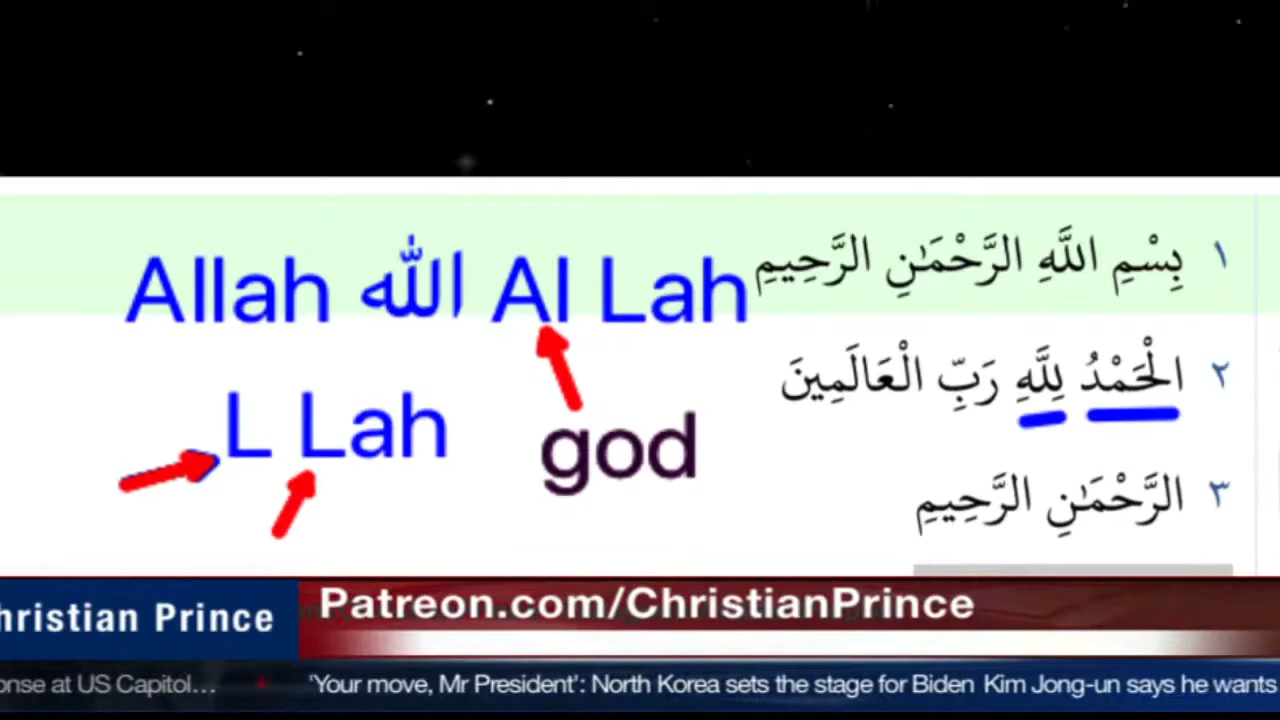 Allah الله Al Lah
L Lah
god
١ بِسْمِ اللَّهِ الرَّحْمَٰنِ الرَّحِيمِ
٢ الْحَمْدُ لِلَّهِ رَبِّ الْعَالَمِينَ
٣ الرَّحْمَٰنِ الرَّحِيمِ
hristian Prince
Patreon.com/ChristianPrince
onse at US Capitol... 'Your move, Mr President': North Korea sets the stage for Biden Kim Jong-un says he wants